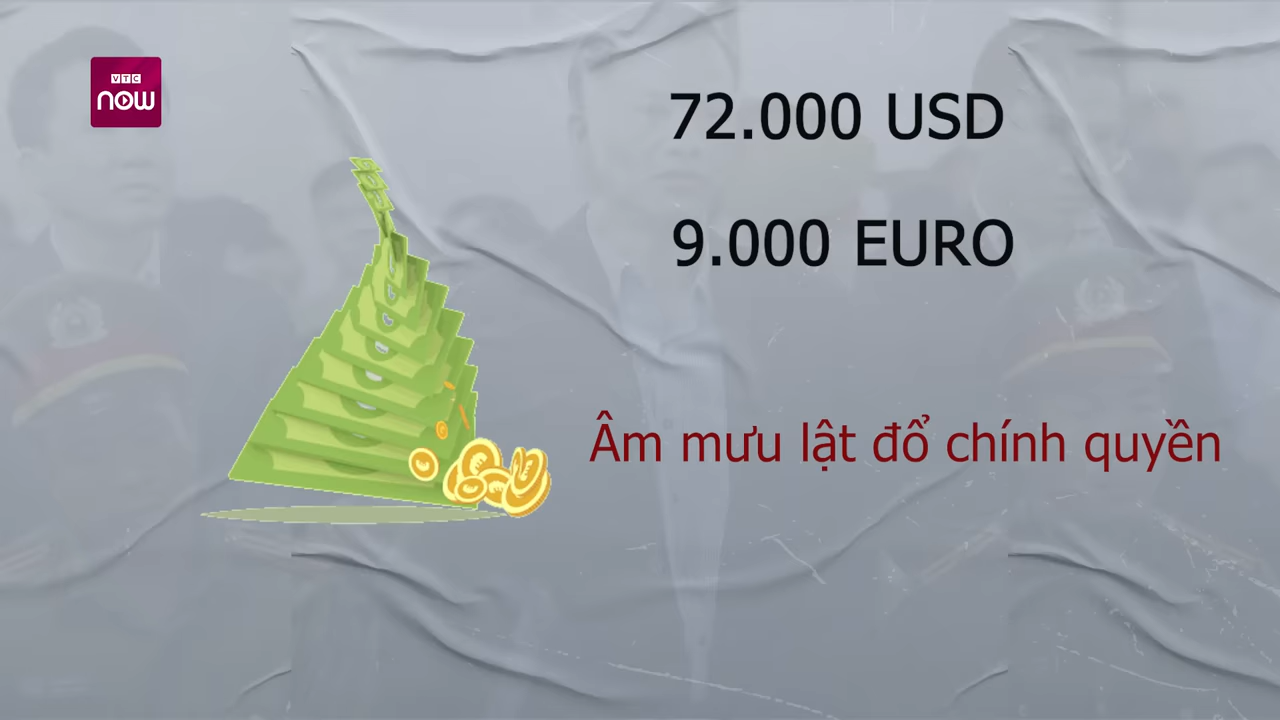 VTC
now
72.000 USD
9.000 EURO
Âm mưu lật đổ chính quyền